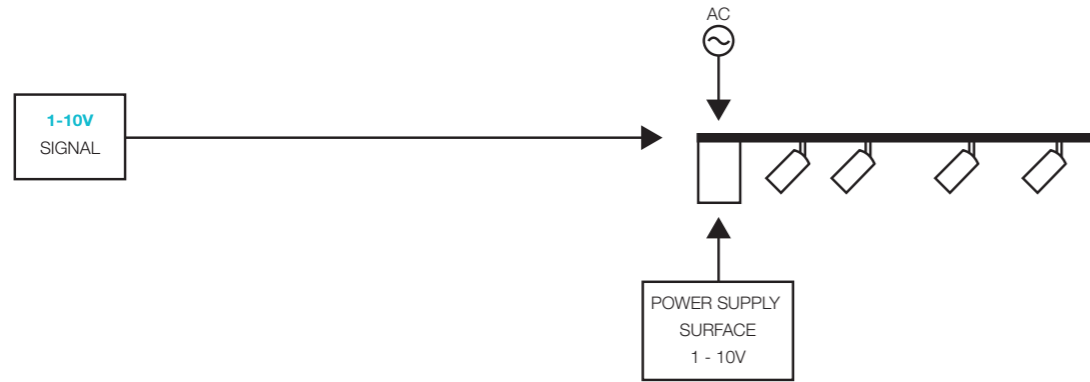 AC
1-10V
SIGNAL
POWER SUPPLY
SURFACE
1 - 10V